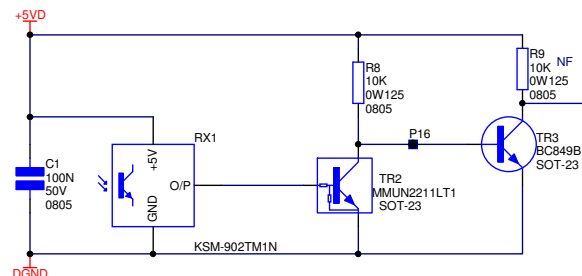 +5VD
R8
10K
0W125
0805
R9
10K
0W125
0805
NF
C1
100N
50V
0805
RX1
+5V
O/P
GND
KSM-902TM1N
P16
TR2
MMUN2211LT1
SOT-23
TR3
BC849B
SOT-23
DGND